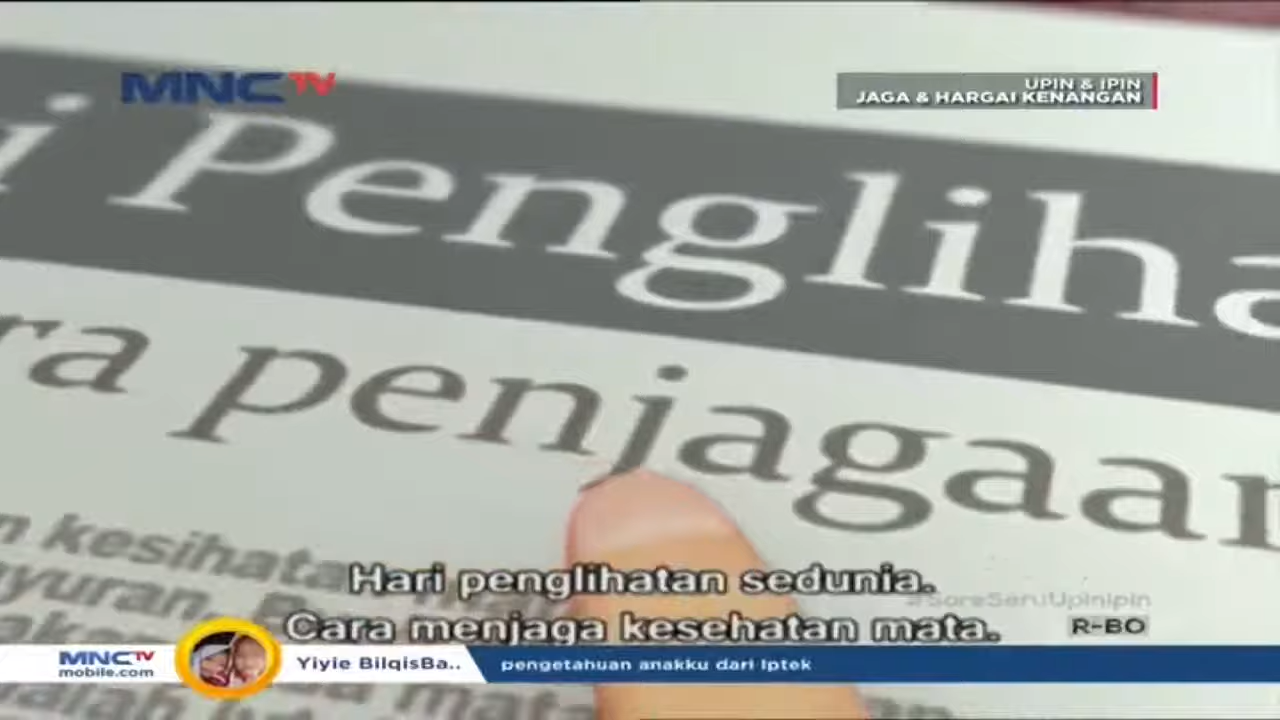 MNCTV
UPIN & IPIN
JAGA & HARGAI KENANGAN
i Pengliha
ra penjagaan
n kesihata
yuran.
Hari penglihatan sedunia.
Cara menjaga kesehatan mata.
#SoreSeruUpinIpin
R-BO
MNCTV
mobile.com
Yiyie BilqisBa..
pengetahuan anakku dari Iptek
mata